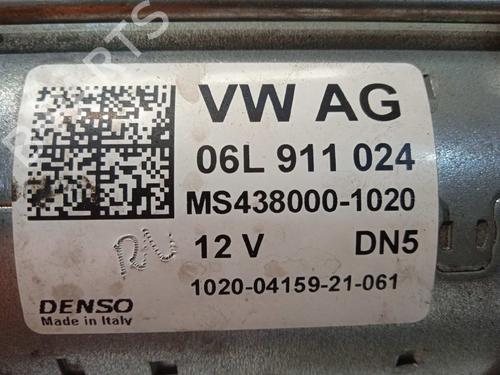 VW AG
06L 911 024
MS438000-1020
12 V DN5
1020-04159-21-061
DENSO
Made in Italy